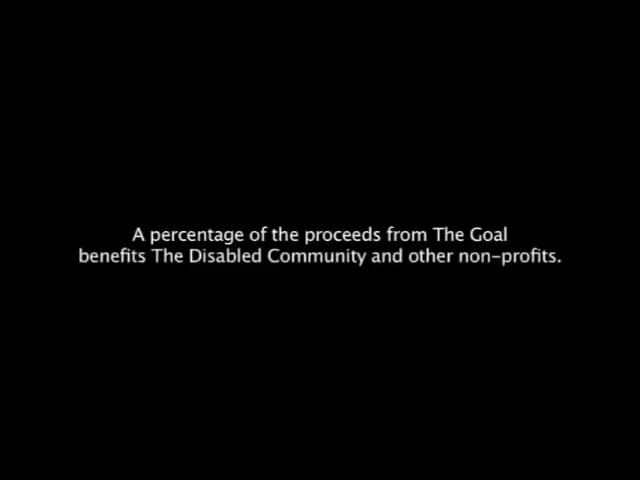 A percentage of the proceeds from The Goal
benefits The Disabled Community and other non-profits.